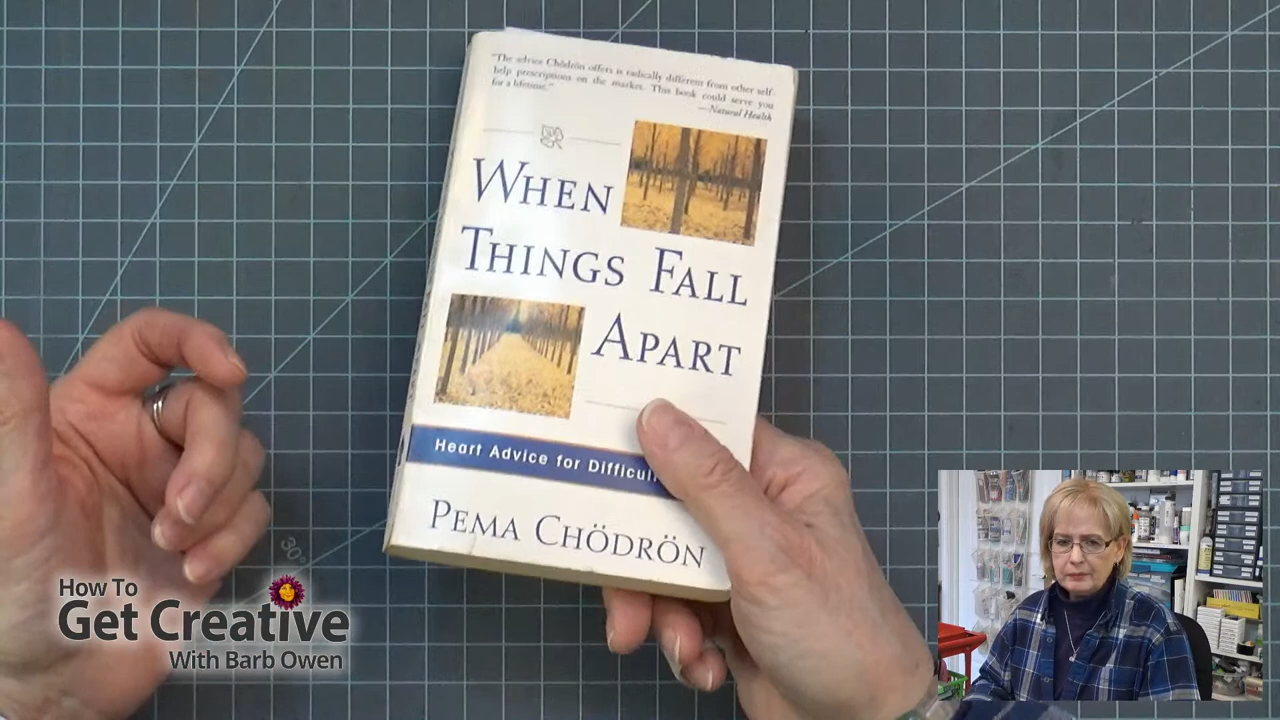 "The advice Chödrön offers is radically different from other self-
help prescriptions on the market. This book could serve you
for a lifetime."
—Natural Health
WHEN
THINGS FALL
APART
Heart Advice for Difficul
PEMA CHÖDRÖN
30°
How To
Get Creative
With Barb Owen